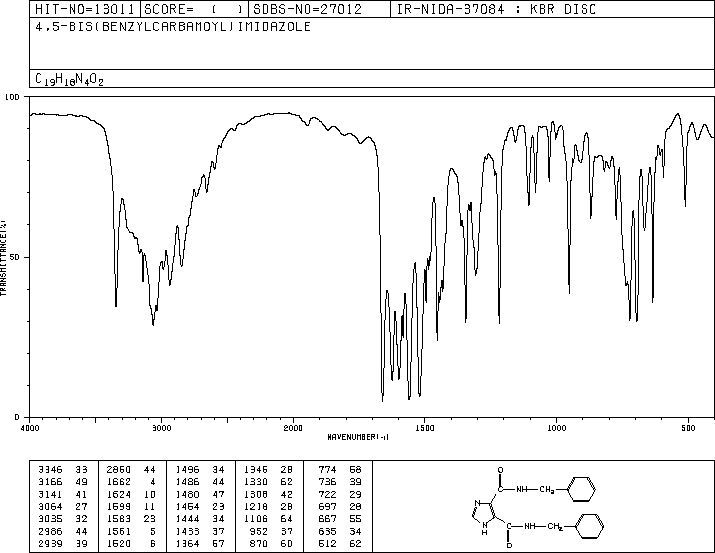 HIT-NO=13011 SCORE= ( ) SDBS-NO=27012 IR-NIDA-37084 : KBR DISC
4,5-BIS(BENZYLCARBAMOYL)IMIDAZOLE
C19H18N4O2
100
50
0
TRANSMITTANCE(%)
4000 3000 2000 1500 1000 500
WAVENUMBER(-1)
3346 33 2850 44 1496 34 1345 28 774 58
3166 49 1662 4 1486 44 1330 62 736 39
3141 41 1624 10 1480 47 1308 42 722 29
3064 27 1599 11 1454 23 1218 28 697 28
3035 32 1583 23 1444 34 1106 64 667 55
2986 44 1561 5 1433 37 952 37 635 34
2939 39 1520 6 1364 57 870 60 512 62
O
C NH CH2
N
NH C NH CH2
O